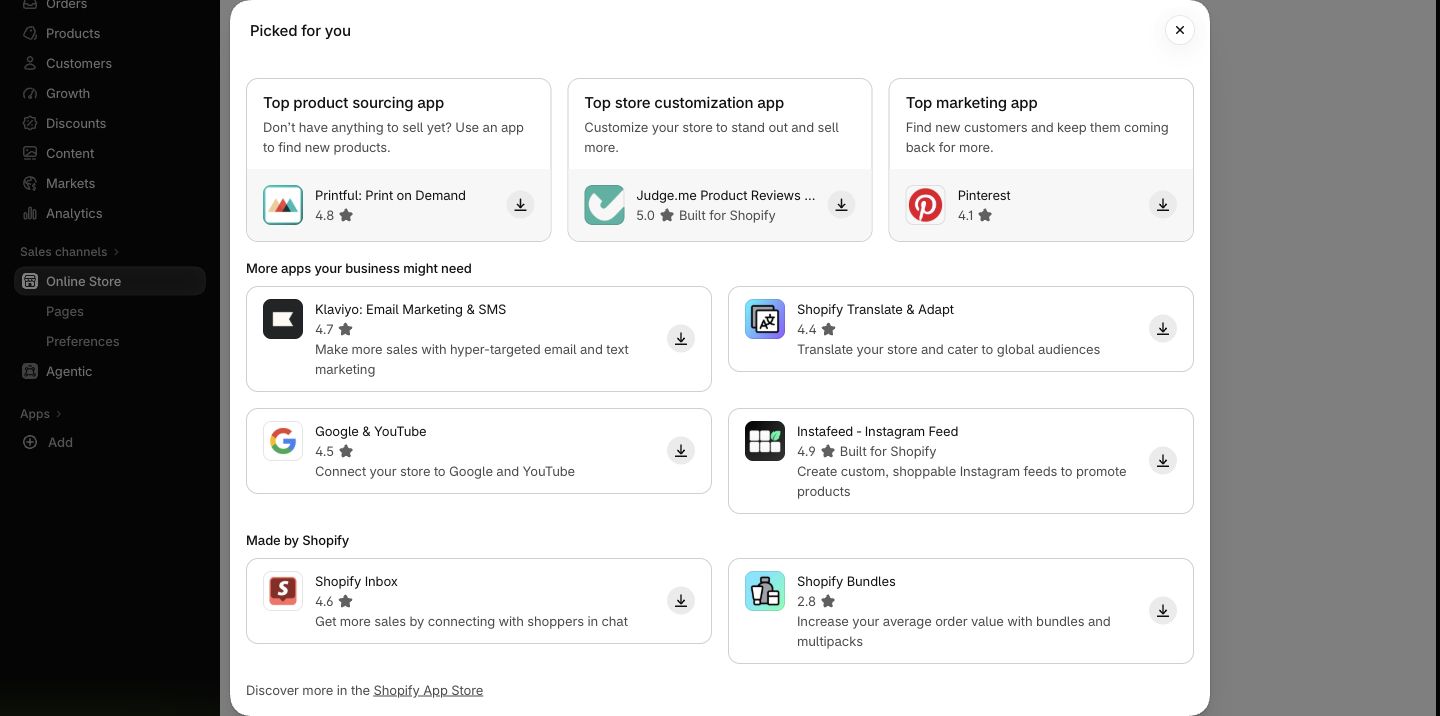 Orders
Products
Customers
Growth
Discounts
Content
Markets
Analytics
Sales channels
Online Store
Pages
Preferences
Agentic
Apps
Add
Picked for you
Top product sourcing app
Don't have anything to sell yet? Use an app
to find new products.
Printful: Print on Demand
4.8
Top store customization app
Customize your store to stand out and sell
more.
Judge.me Product Reviews ...
5.0 Built for Shopify
Top marketing app
Find new customers and keep them coming
back for more.
Pinterest
4.1
More apps your business might need
Klaviyo: Email Marketing & SMS
4.7
Make more sales with hyper-targeted email and text
marketing
Shopify Translate & Adapt
4.4
Translate your store and cater to global audiences
Google & YouTube
4.5
Connect your store to Google and YouTube
Instafeed - Instagram Feed
4.9 Built for Shopify
Create custom, shoppable Instagram feeds to promote
products
Made by Shopify
Shopify Inbox
4.6
Get more sales by connecting with shoppers in chat
Shopify Bundles
2.8
Increase your average order value with bundles and
multipacks
Discover more in the Shopify App Store